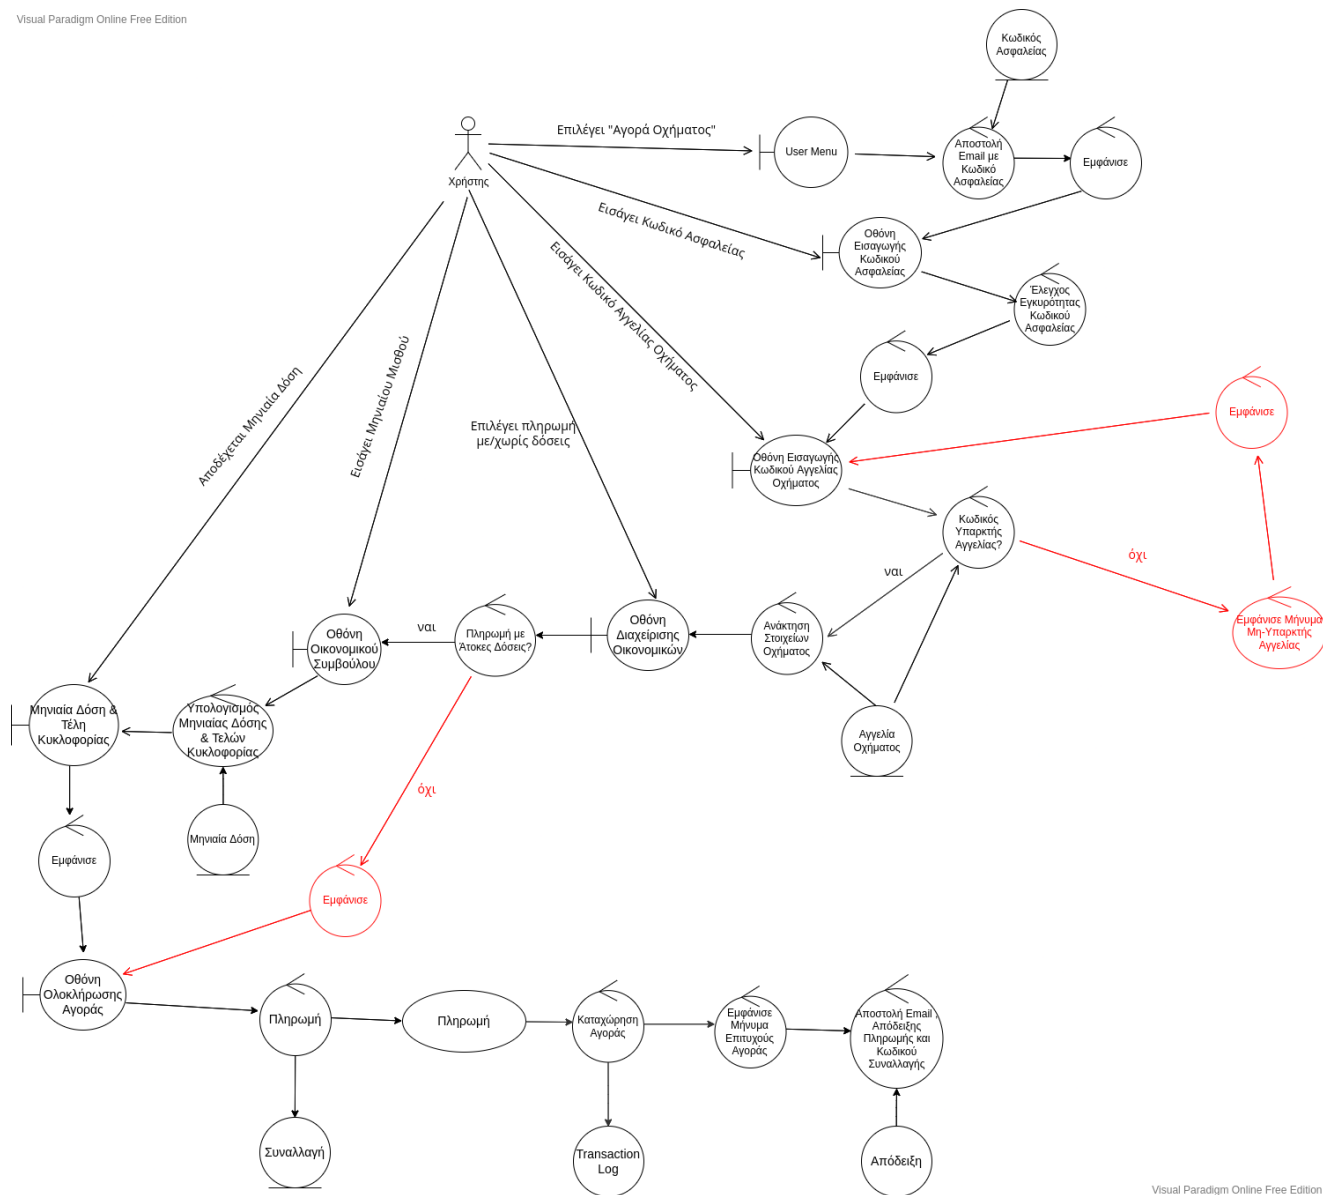 Visual Paradigm Online Free Edition
Κωδικός
Ασφαλείας
Επιλέγει "Αγορά Οχήματος"
User Menu
Αποστολή
Email με
Κωδικό
Ασφαλείας
Εμφάνισε
Χρήστης
Εισάγει Κωδικό Ασφαλείας
Οθόνη
Εισαγωγής
Κωδικού
Ασφαλείας
Εισάγει Κωδικό Αγγελίας Οχήματος
Έλεγχος
Εγκυρότητας
Κωδικού
Ασφαλείας
Εμφάνισε
Αποδέχεται Μηνιαία Δόση
Εισάγει Μηνιαίου Μισθού
Επιλέγει πληρωμή
με/χωρίς δόσεις
Εμφάνισε
Οθόνη Εισαγωγής
Κωδικού Αγγελίας
Οχήματος
Κωδικός
Υπαρκτής
Αγγελίας?
όχι
ναι
Εμφάνισε Μήνυμα
Μη-Υπαρκτής
Αγγελίας
Ανάκτηση
Στοιχείων
Οχήματος
Οθόνη
Διαχείρισης
Οικονομικών
Πληρωμή με
Άτοκες Δόσεις?
ναι
Οθόνη
Οικονομικού
Συμβούλου
Μηνιαία Δόση &
Τέλη
Κυκλοφορίας
Υπολογισμός
Μηνιαίας Δόσης
& Τελών
Κυκλοφορίας
Αγγελία
Οχήματος
όχι
Μηνιαία Δόση
Εμφάνισε
Εμφάνισε
Οθόνη
Ολοκλήρωσης
Αγοράς
Πληρωμή
Πληρωμή
Καταχώρηση
Αγοράς
Εμφάνισε
Μήνυμα
Επιτυχούς
Αγοράς
Αποστολή Email ,
Απόδειξης
Πληρωμής και
Κωδικού
Συναλλαγής
Συναλλαγή
Transaction
Log
Απόδειξη
Visual Paradigm Online Free Edition